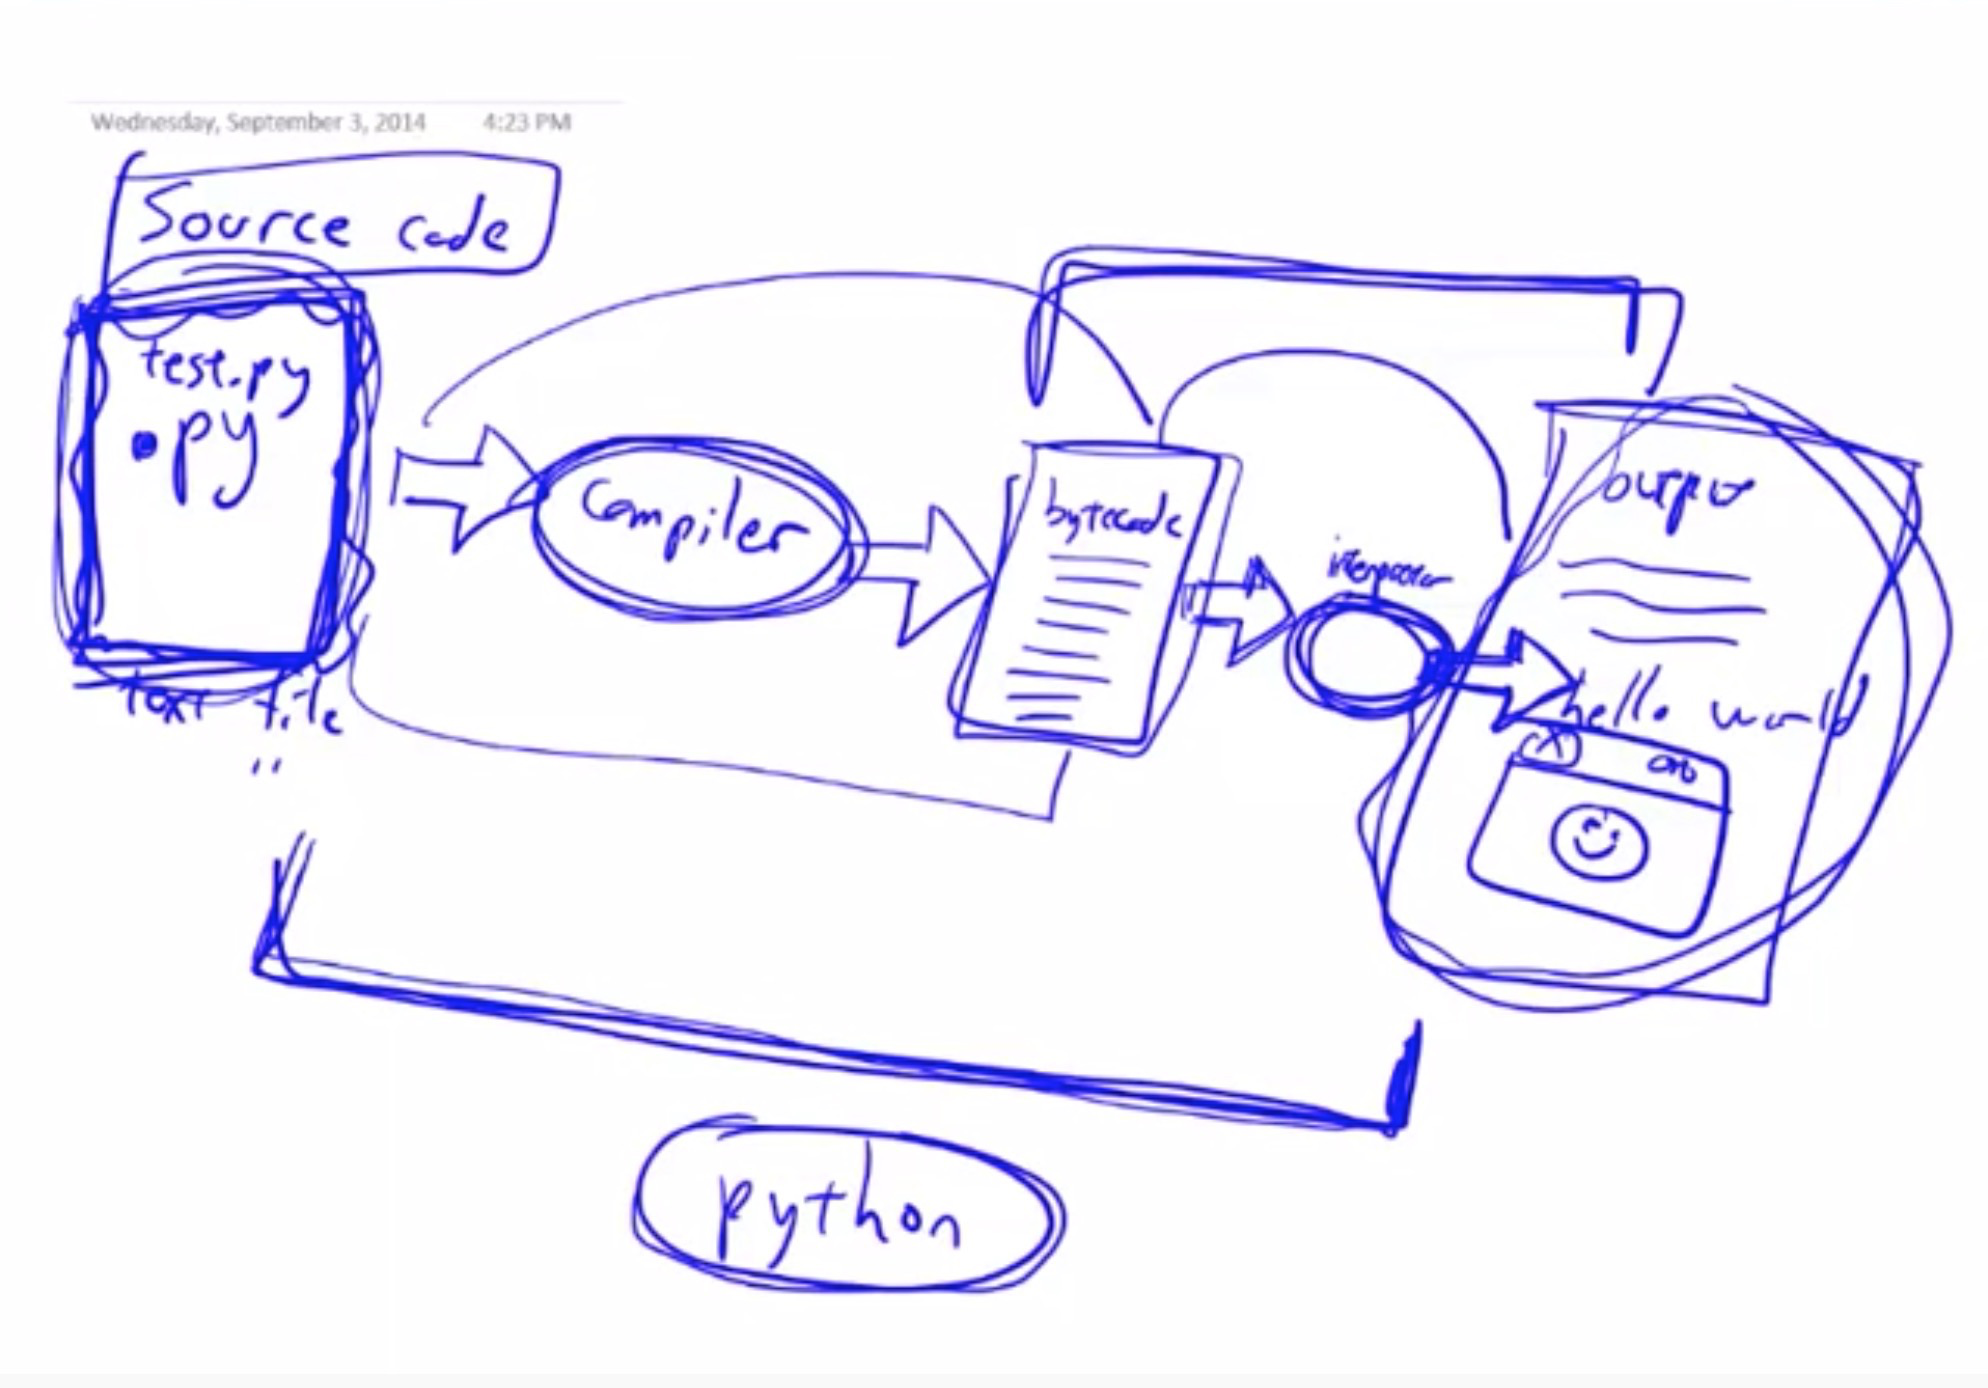 Wednesday, September 3, 2014 4:23 PM
Source code
test.py
.py
text file
compiler
bytecode
interpreter
output
hello world
python